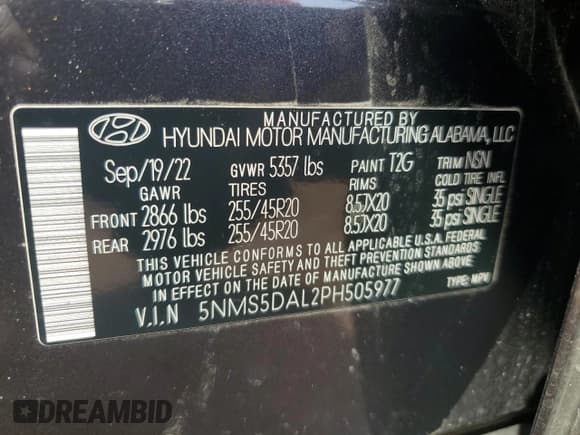 MANUFACTURED BY
HYUNDAI MOTOR MANUFACTURING ALABAMA, LLC
Sep/19/22 GVWR 5357 lbs PAINT T2G TRIM NSN
GAWR TIRES RIMS COLD TIRE INFL
FRONT 2866 lbs 255/45R20 8.5JX20 35 psi SINGLE
REAR 2976 lbs 255/45R20 8.5JX20 35 psi SINGLE
THIS VEHICLE CONFORMS TO ALL APPLICABLE U.S.A. FEDERAL
MOTOR VEHICLE SAFETY AND THEFT PREVENTION STANDARDS
IN EFFECT ON THE DATE OF MANUFACTURE SHOWN ABOVE.
V.I.N 5NMS5DAL2PH505977 TYPE: MPV
DREAMBID